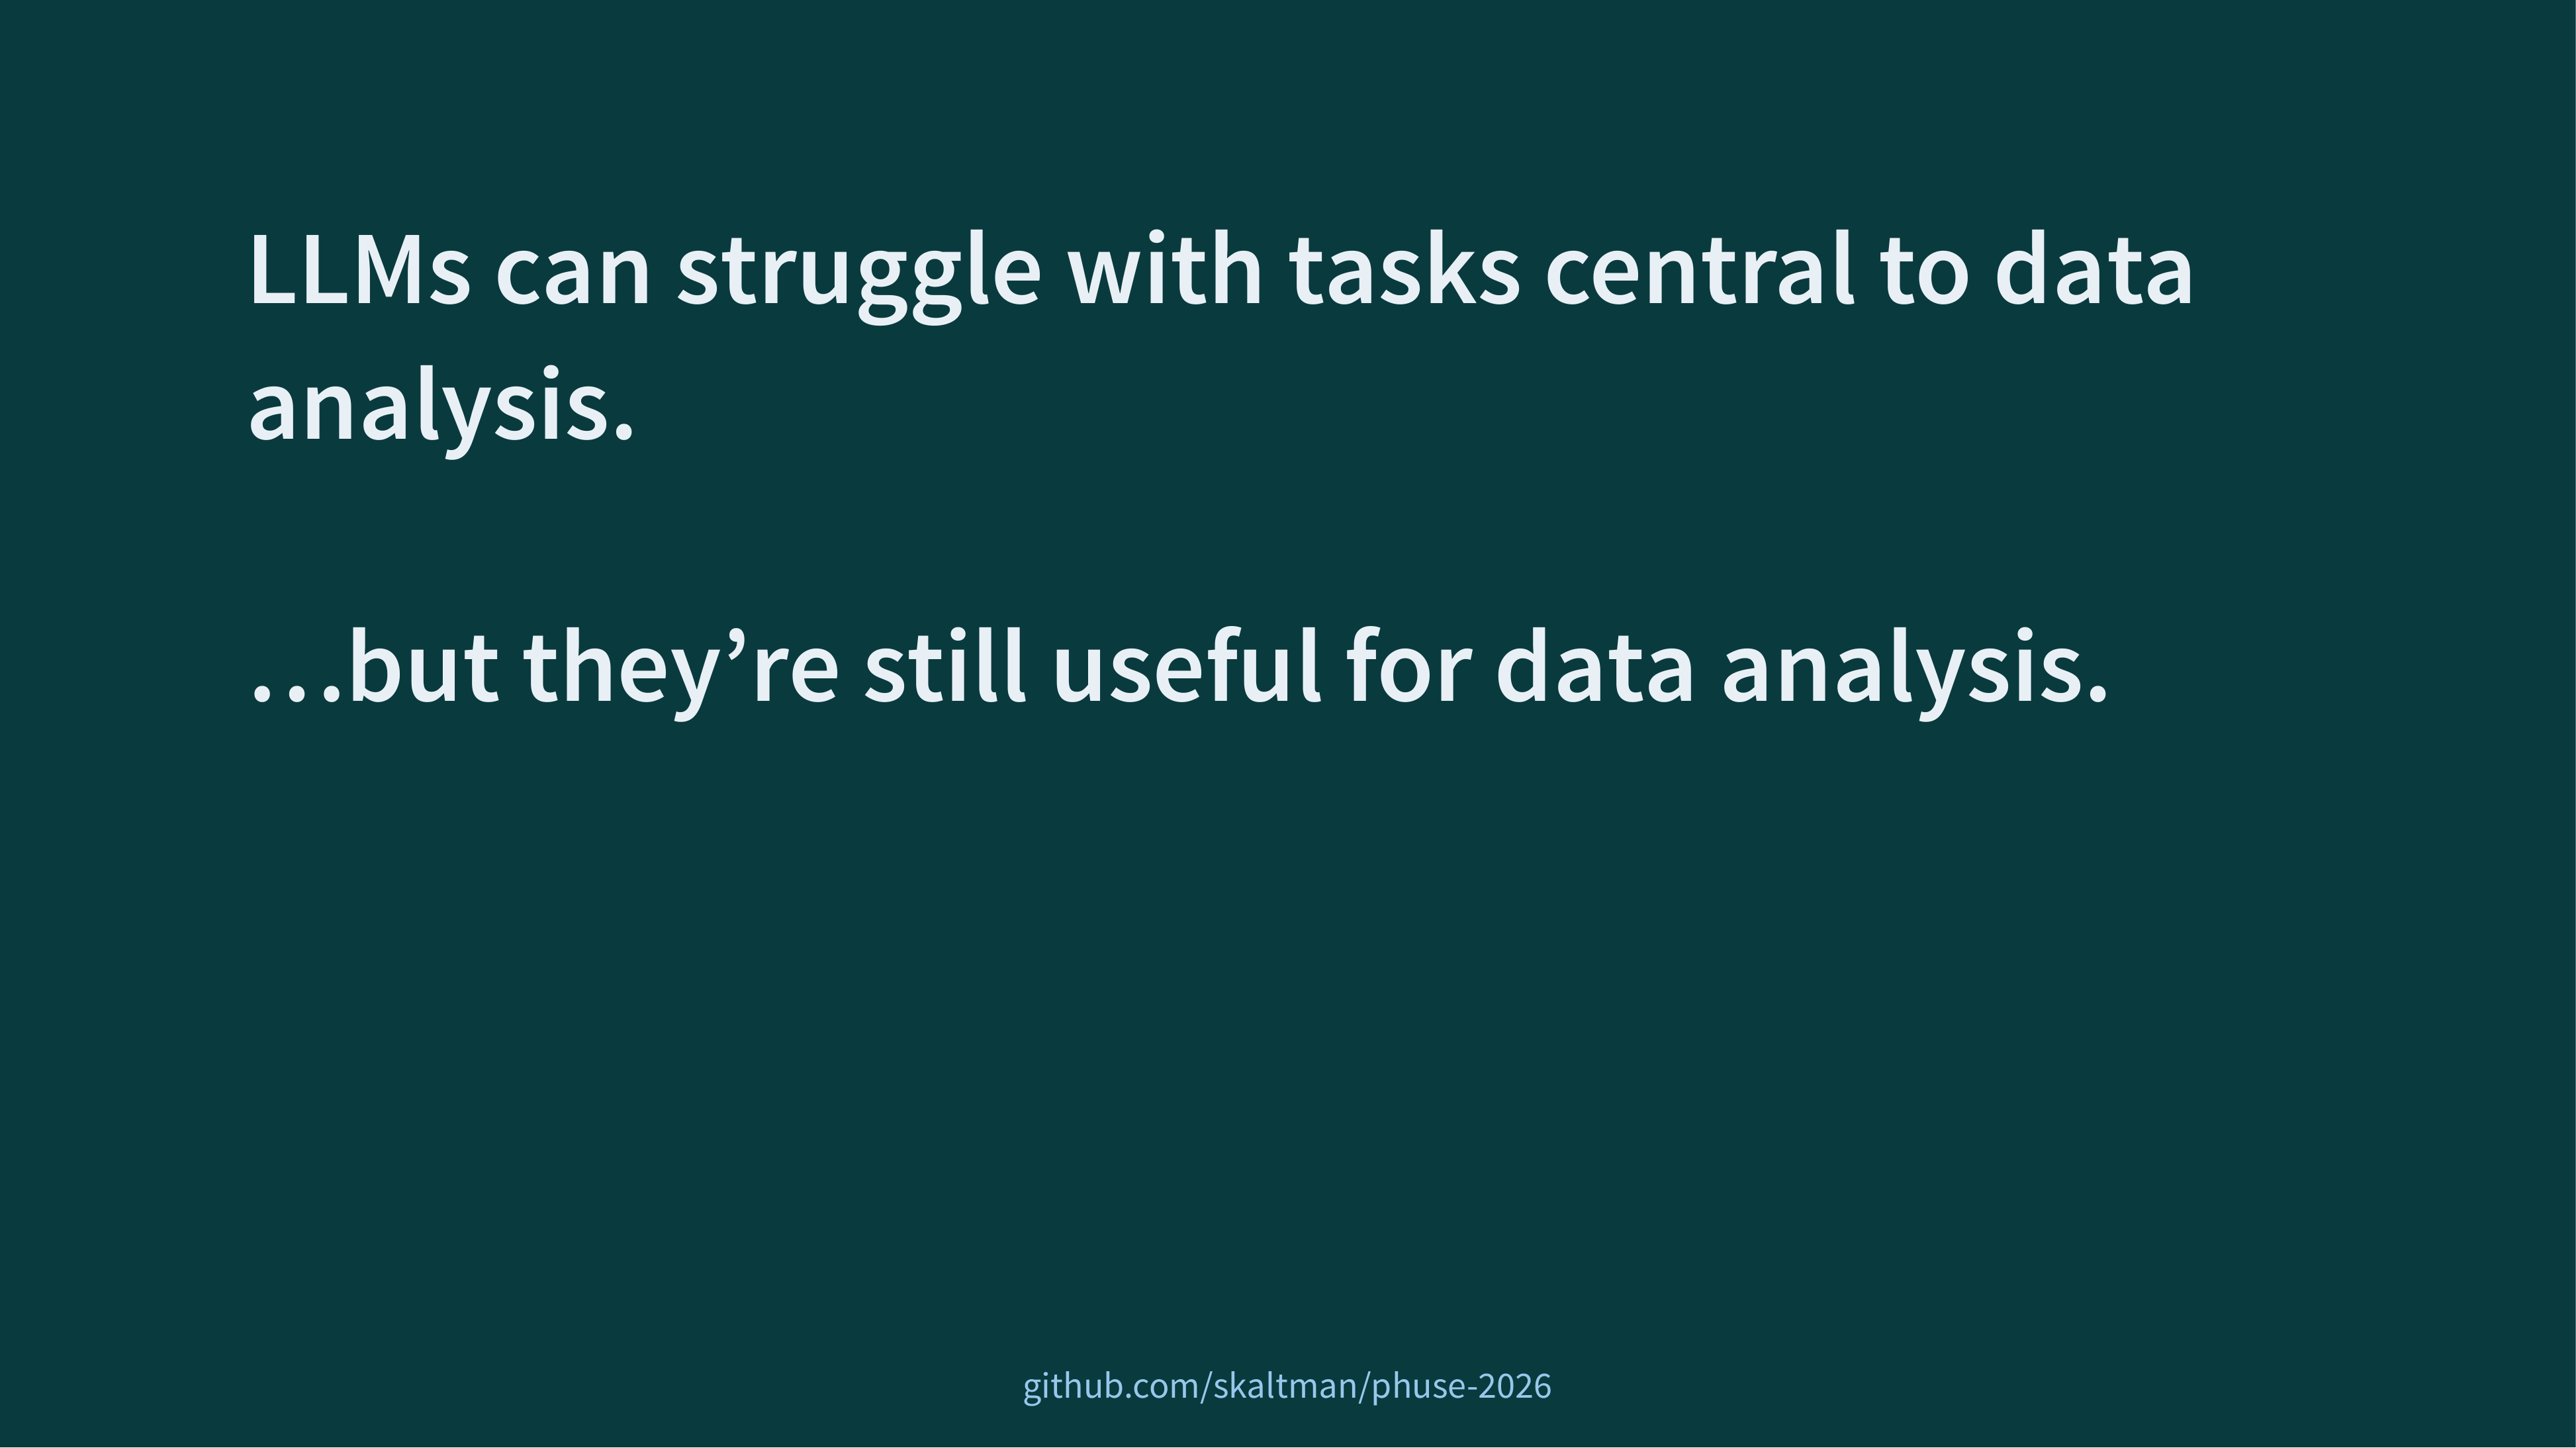 LLMs can struggle with tasks central to data
analysis.
…but they’re still useful for data analysis.
github.com/skaltman/phuse-2026